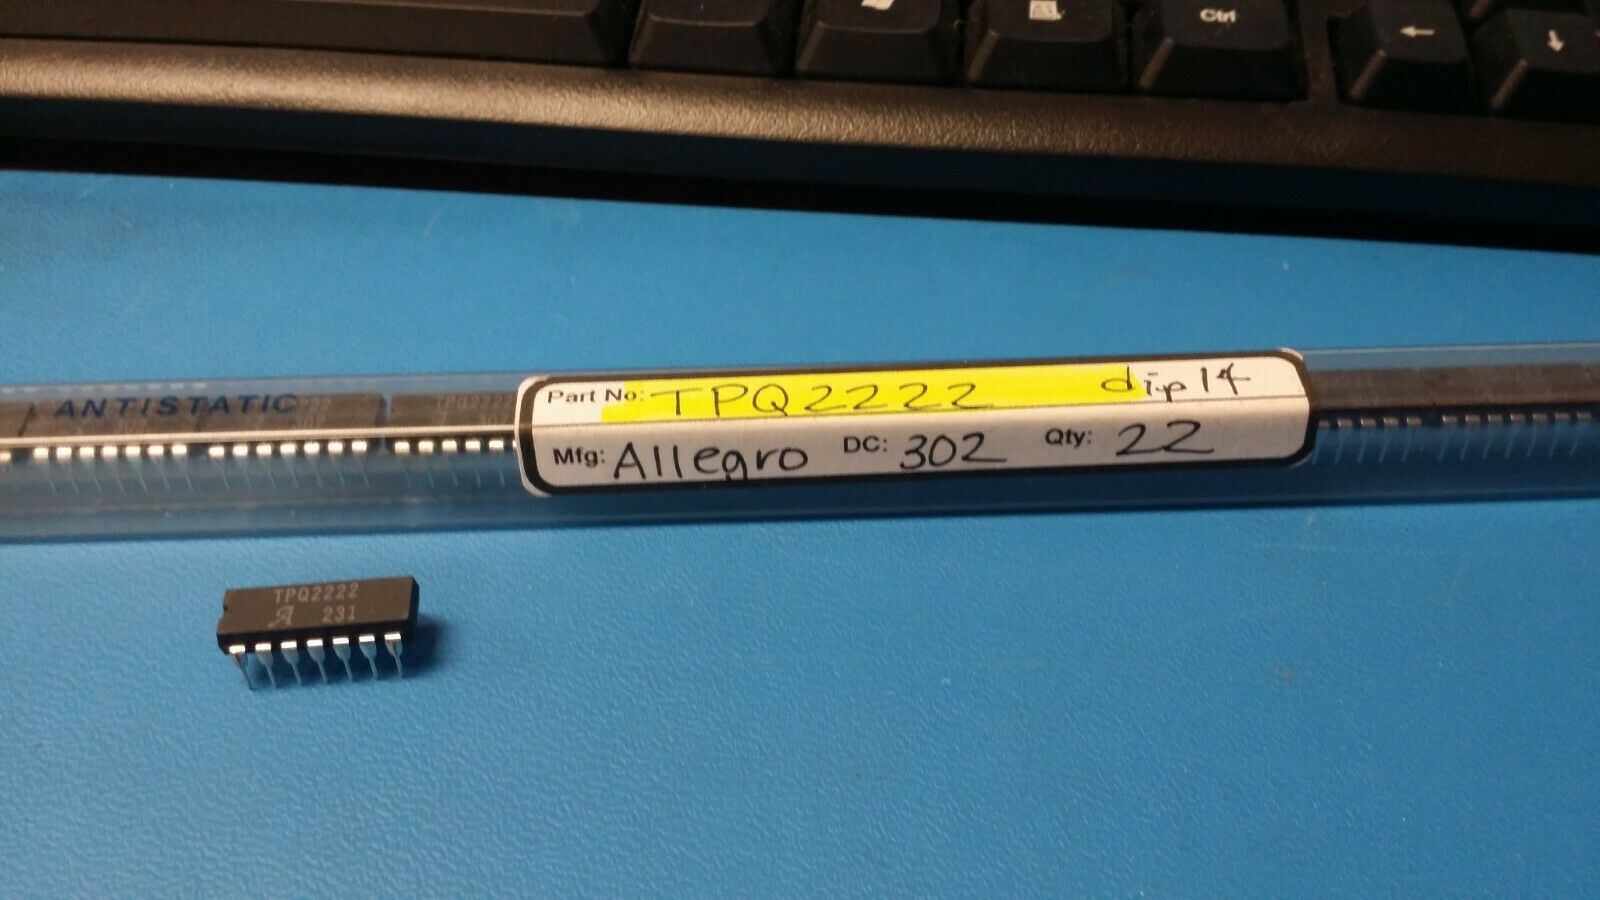 Ctrl
ANTISTATIC
Part No: TPQ2222 dip14
Mfg: Allegro DC: 302 Qty: 22
TPQ2222
A 231